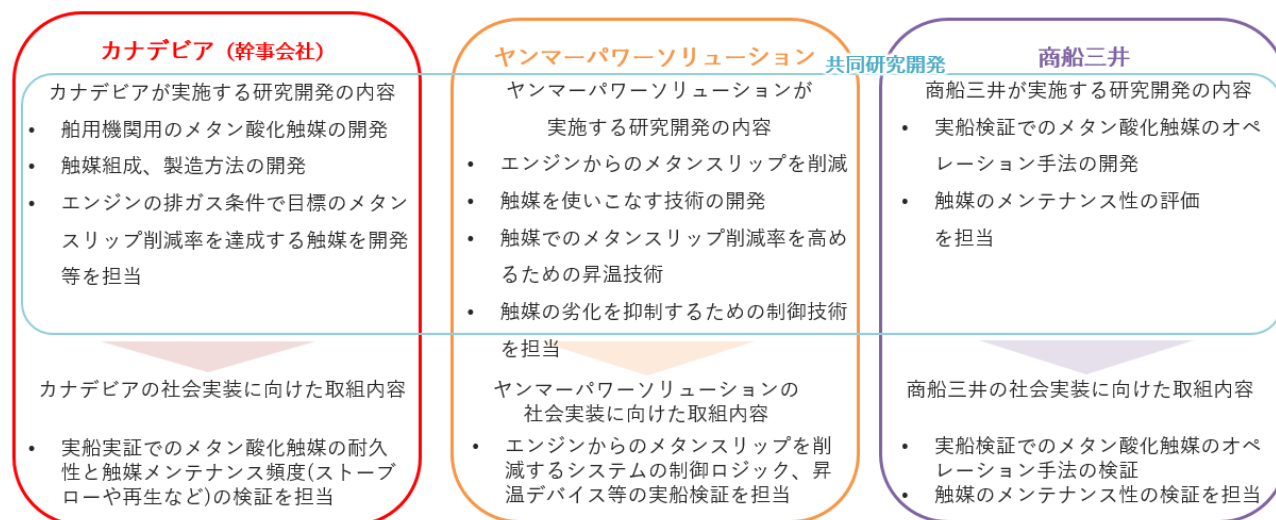 カナデビア（幹事会社）
カナデビアが実施する研究開発の内容
• 舶用機関用のメタン酸化触媒の開発
• 触媒組成、製造方法の開発
• エンジンの排ガス条件で目標のメタン
スリップ削減率を達成する触媒を開発
等を担当
カナデビアの社会実装に向けた取組内容
• 実船実証でのメタン酸化触媒の耐久
性と触媒メンテナンス頻度(ストーブ
ローや再生など)の検証を担当
ヤンマーパワーソリューション
共同研究開発
ヤンマーパワーソリューションが
実施する研究開発の内容
• エンジンからのメタンスリップを削減
• 触媒を使いこなす技術の開発
• 触媒でのメタンスリップ削減率を高め
るための昇温技術
• 触媒の劣化を抑制するための制御技術
を担当
ヤンマーパワーソリューションの
社会実装に向けた取組内容
• エンジンからのメタンスリップを削
減するシステムの制御ロジック、昇
温デバイス等の実船検証を担当
商船三井
商船三井が実施する研究開発の内容
• 実船検証でのメタン酸化触媒のオペ
レーション手法の開発
• 触媒のメンテナンス性の評価
を担当
商船三井の社会実装に向けた取組内容
• 実船検証でのメタン酸化触媒のオペ
レーション手法の検証
• 触媒のメンテナンス性の検証を担当